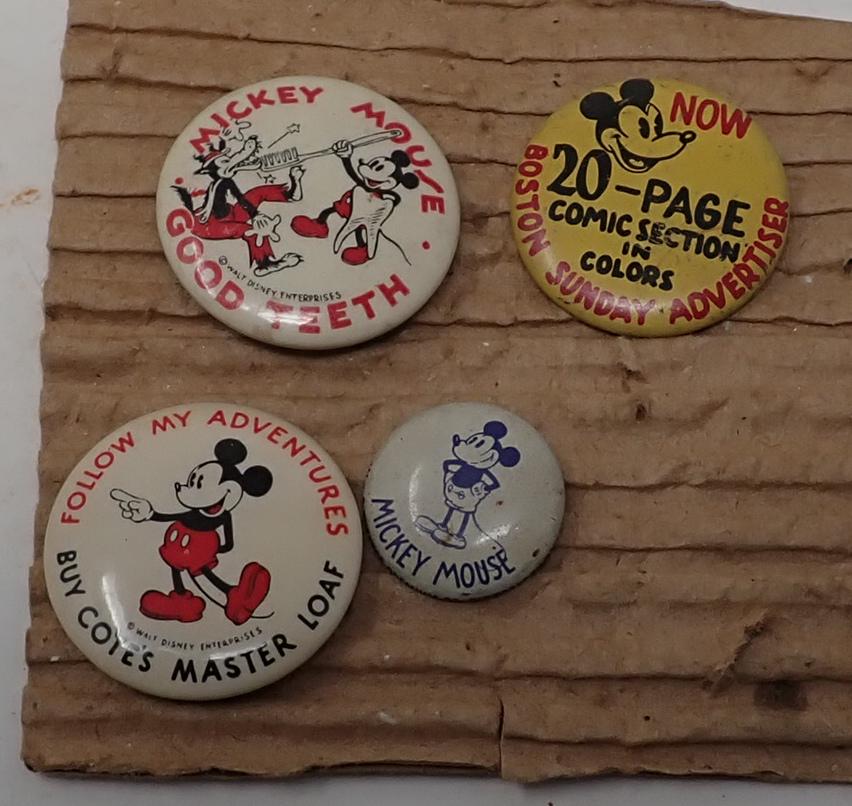 MICKEY MOUSE •
• GOOD TEETH
© WALT DISNEY ENTERPRISES
NOW
20-PAGE
COMIC SECTION
IN
COLORS
BOSTON SUNDAY ADVERTISER
FOLLOW MY ADVENTURES
© WALT DISNEY ENTERPRISES
BUY COTE'S MASTER LOAF
MICKEY MOUSE